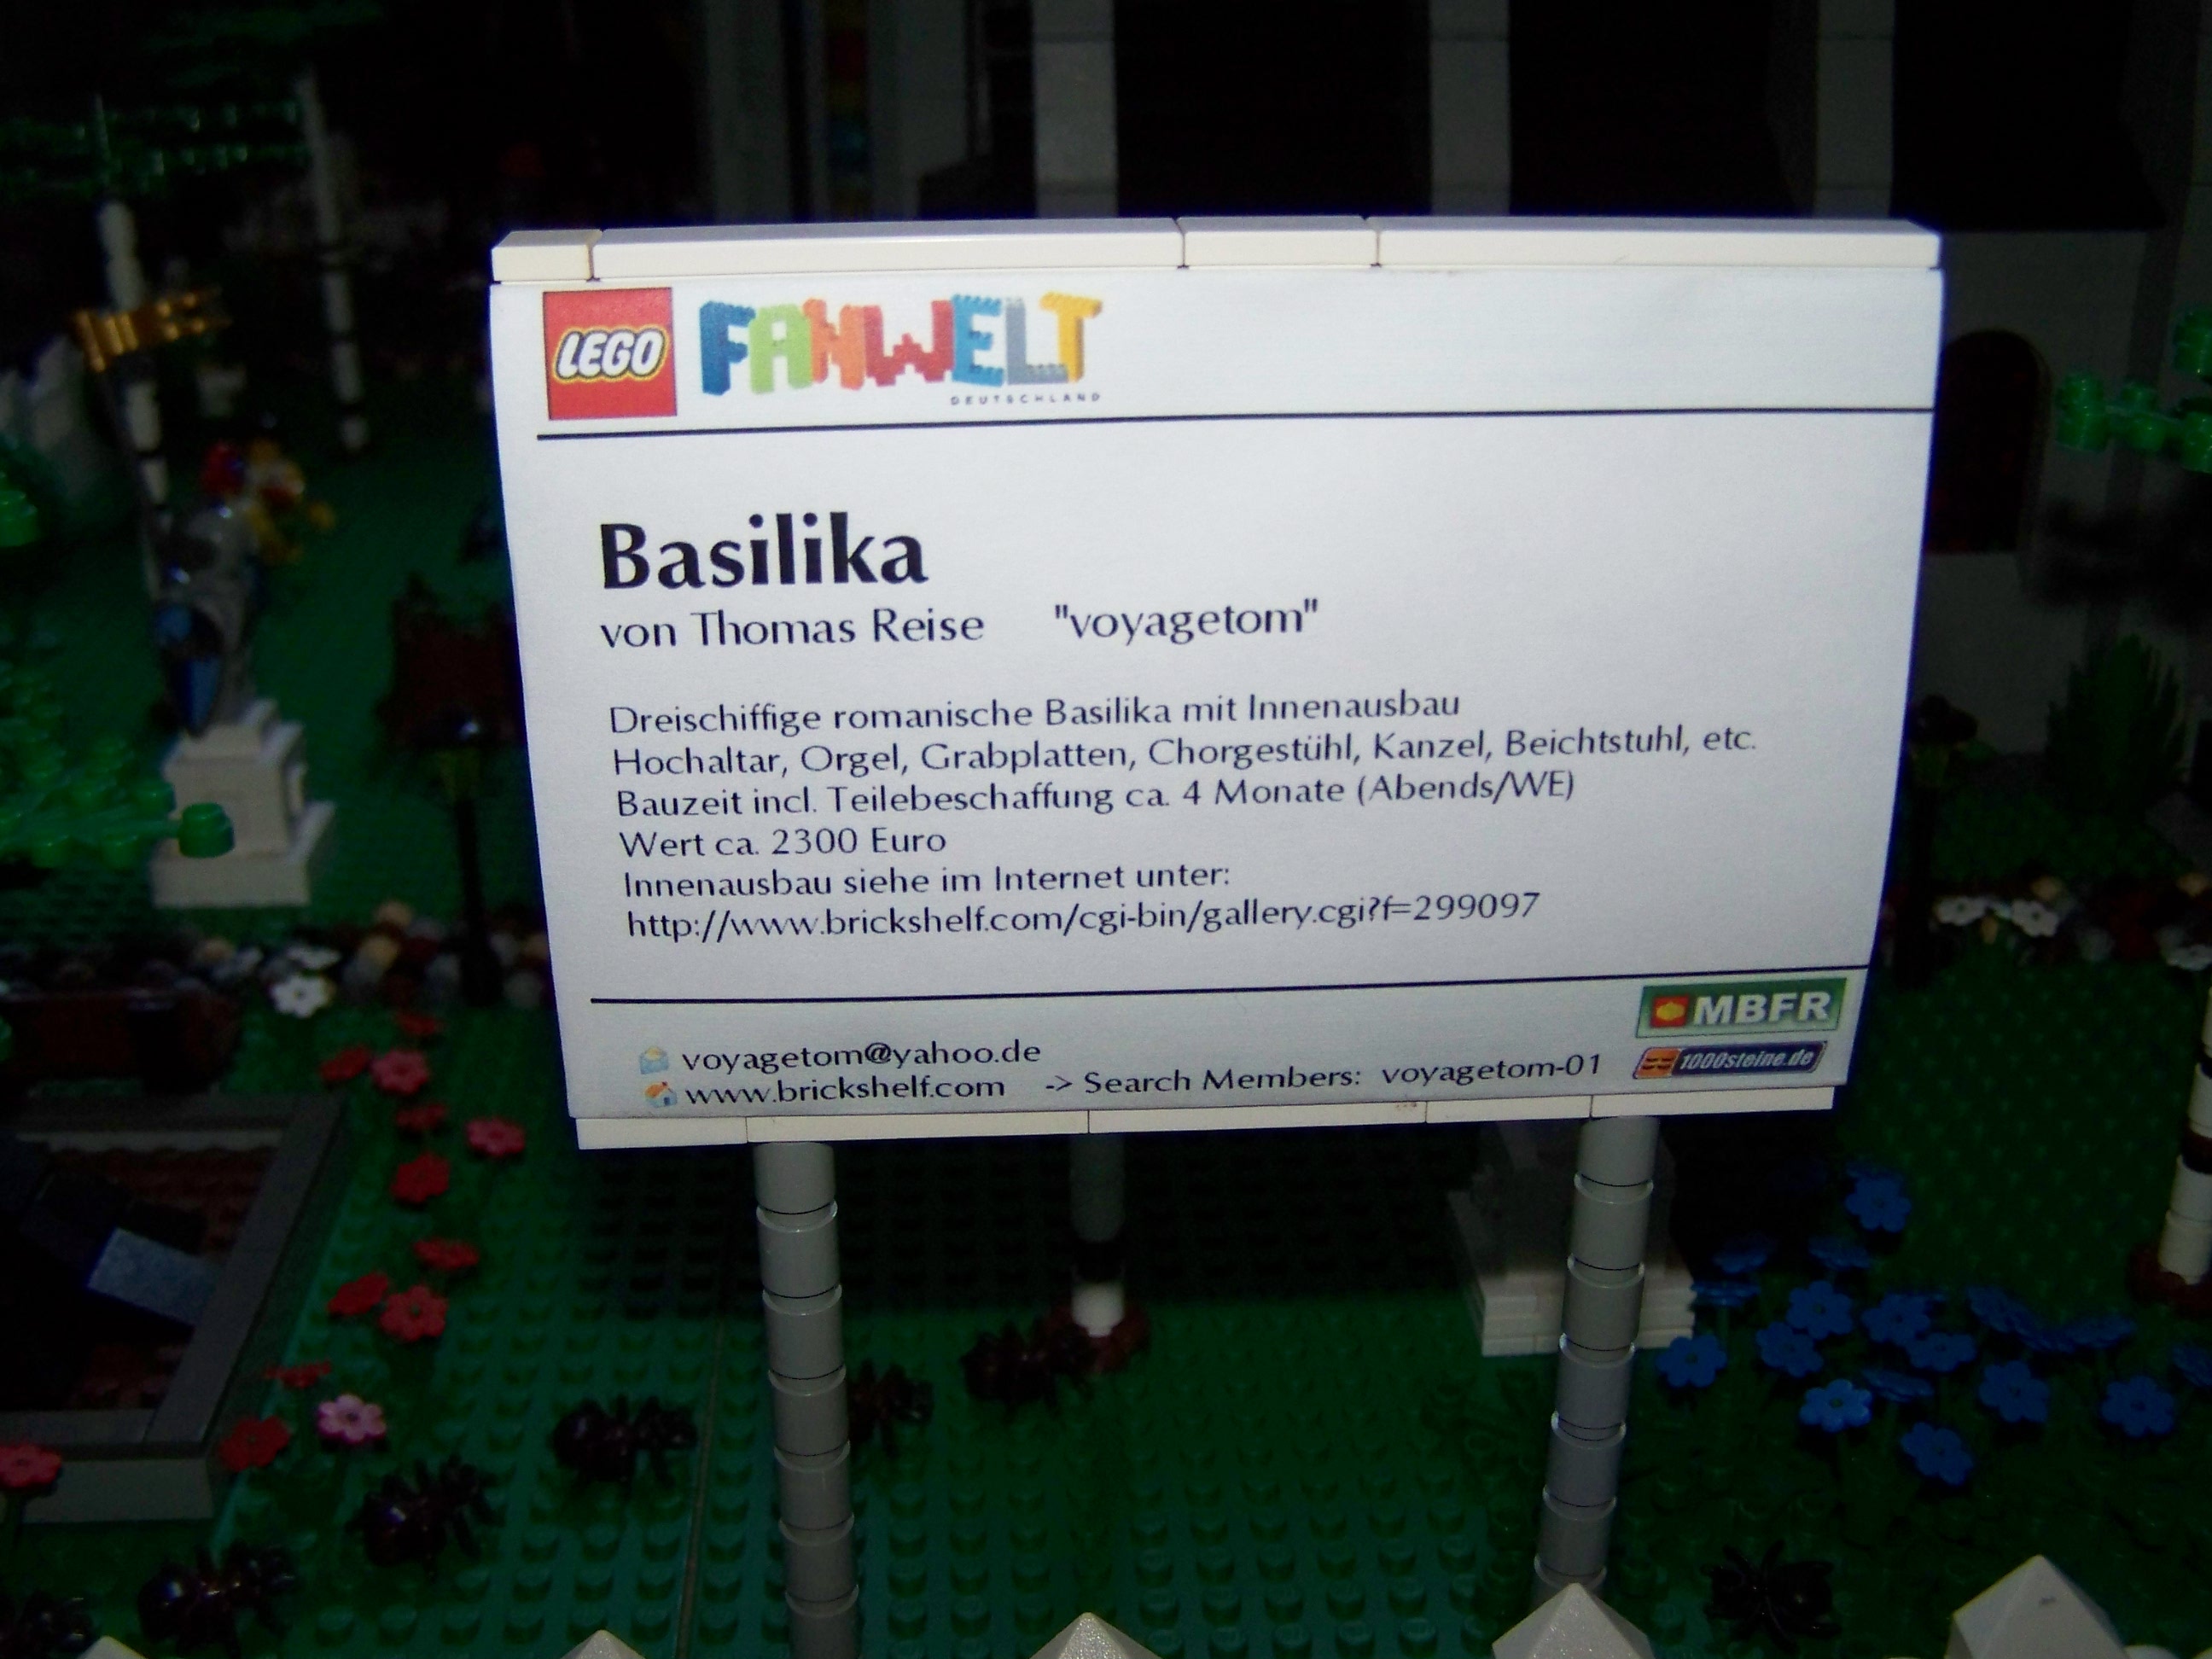 LEGO FANWELT
DEUTSCHLAND
Basilika
von Thomas Reise "voyagetom"
Dreischiffige romanische Basilika mit Innenausbau
Hochaltar, Orgel, Grabplatten, Chorgestühl, Kanzel, Beichtstuhl, etc.
Bauzeit incl. Teilebeschaffung ca. 4 Monate (Abends/WE)
Wert ca. 2300 Euro
Innenausbau siehe im Internet unter:
http://www.brickshelf.com/cgi-bin/gallery.cgi?f=299097
MBFR
voyagetom@yahoo.de
1000steine.de
www.brickshelf.com -> Search Members: voyagetom-01